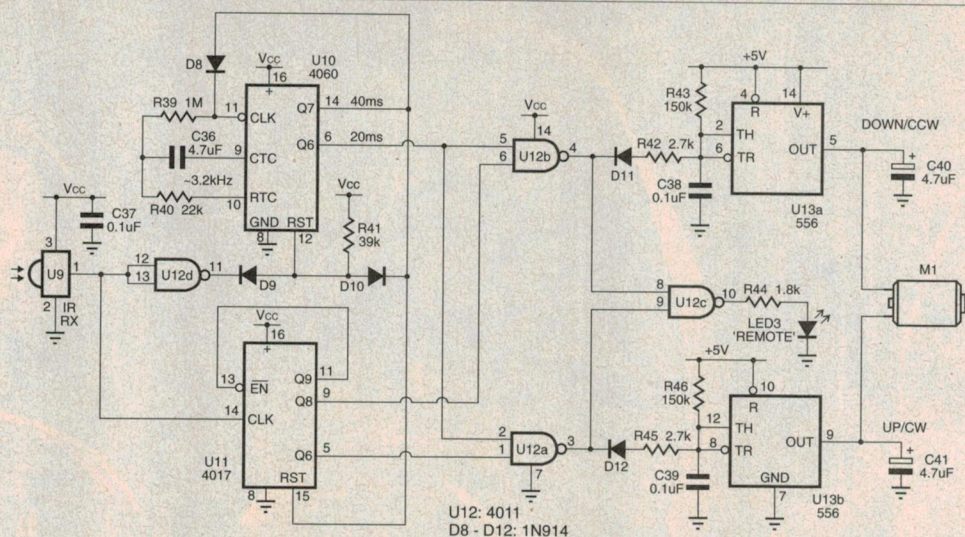 D8
Vcc
U10
4060
16
+
R39 1M
11
CLK
Q7
14
40ms
C36
4.7uF
9
CTC
Q6
6
20ms
~3.2kHz
R40 22k
10
RTC
GND
8
RST
12
R41
39k
Vcc
C37
0.1uF
3
U9
1
2
IR
RX
12
13
U12d
11
D9
D10
Vcc
16
+
13
EN
Q9
11
Q8
9
14
CLK
Q6
5
U11
4017
RST
8
15
Vcc
14
5
6
U12b
4
D11
R42 2.7k
R43
150k
+5V
4
R
14
V+
2
TH
6
TR
OUT
5
C38
0.1uF
U13a
556
DOWN/CCW
+
C40
4.7uF
M1
8
9
U12c
10
R44 1.8k
LED3
'REMOTE'
+5V
R46
150k
10
R
12
TH
8
TR
OUT
9
GND
7
U13b
556
UP/CW
+
C41
4.7uF
2
1
U12a
3
7
D12
R45 2.7k
C39
0.1uF
U12: 4011
D8 - D12: 1N914